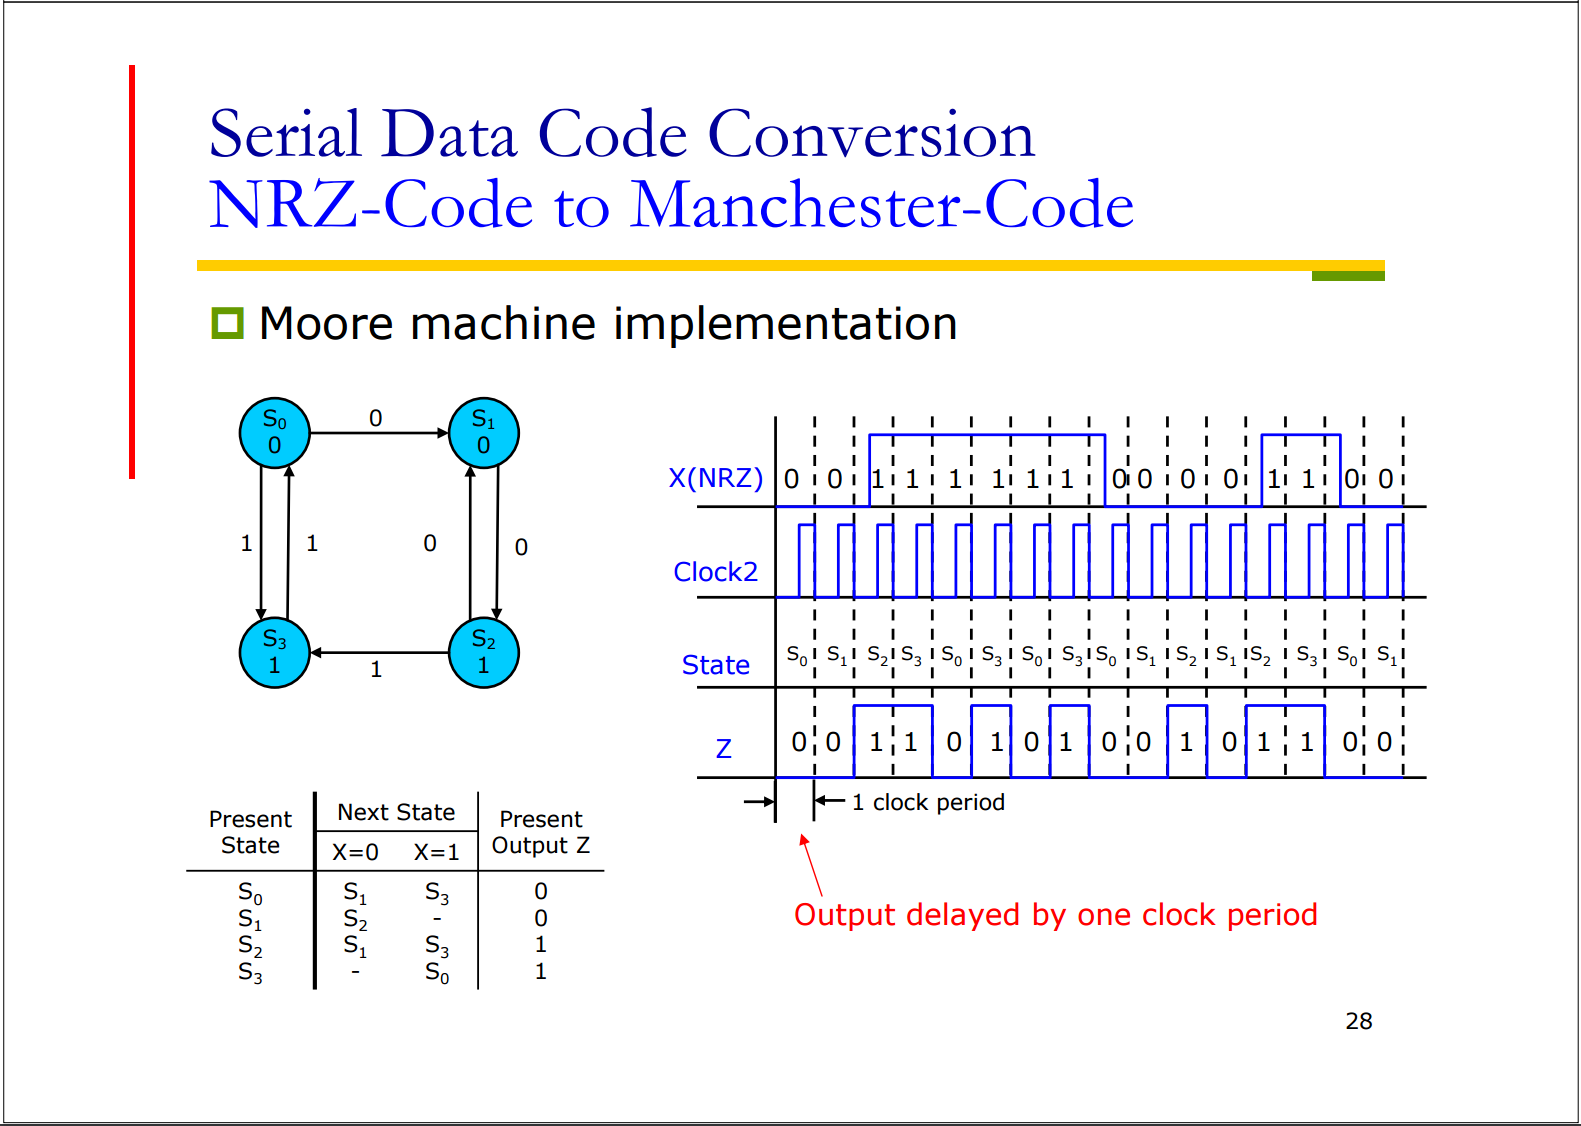 Serial Data Code Conversion
NRZ-Code to Manchester-Code
Moore machine implementation
S0 0 S1
0 0
1 1 0 0
S3 S2
1 1
1
X(NRZ) 0 0 1 1 1 1 1 1 0 0 0 0 1 1 0 0
Clock2
State S0 S1 S2 S3 S0 S3 S0 S3 S0 S1 S2 S1 S2 S3 S0 S1
Z 0 0 1 1 0 1 0 1 0 0 1 0 1 1 0 0
1 clock period
Output delayed by one clock period
Present State Next State Present Output Z
X=0 X=1
S0 S1 S3 0
S1 S2 - 0
S2 S1 S3 1
S3 - S0 1
28